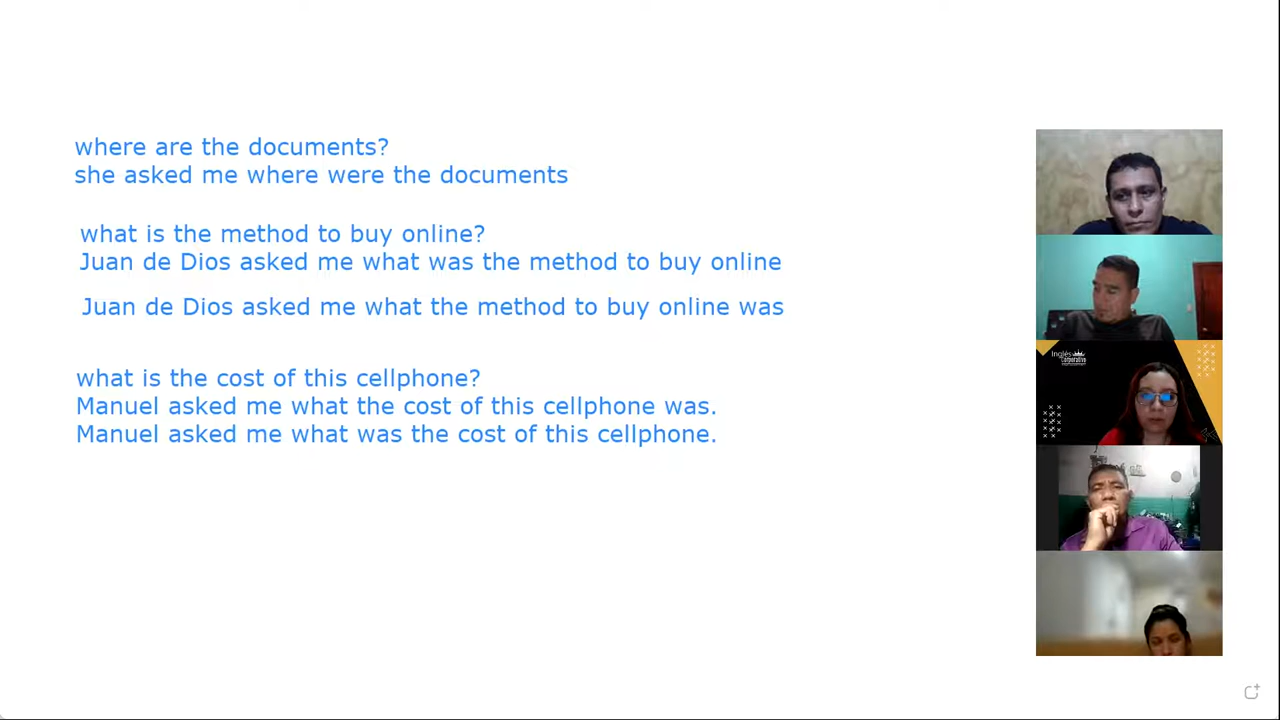 where are the documents?
she asked me where were the documents
what is the method to buy online?
Juan de Dios asked me what was the method to buy online
Juan de Dios asked me what the method to buy online was
what is the cost of this cellphone?
Manuel asked me what the cost of this cellphone was.
Manuel asked me what was the cost of this cellphone.
Inglés
Corporativo